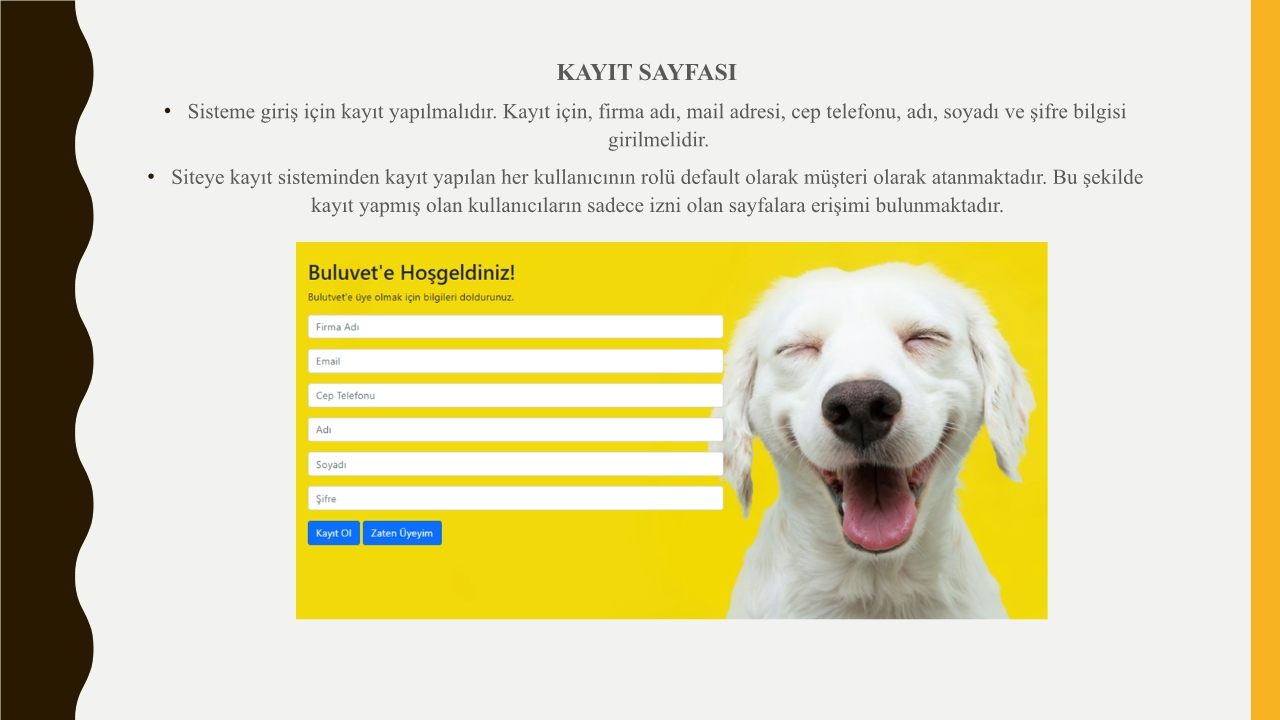 KAYIT SAYFASI
• Sisteme giriş için kayıt yapılmalıdır. Kayıt için, firma adı, mail adresi, cep telefonu, adı, soyadı ve şifre bilgisi
girilmelidir.
• Siteye kayıt sisteminden kayıt yapılan her kullanıcının rolü default olarak müşteri olarak atanmaktadır. Bu şekilde
kayıt yapmış olan kullanıcıların sadece izni olan sayfalara erişimi bulunmaktadır.
Buluvet'e Hoşgeldiniz!
Bulutvet'e üye olmak için bilgileri doldurunuz.
Firma Adı
Email
Cep Telefonu
Adı
Soyadı
Şifre
Kayıt Ol Zaten Üyeyim